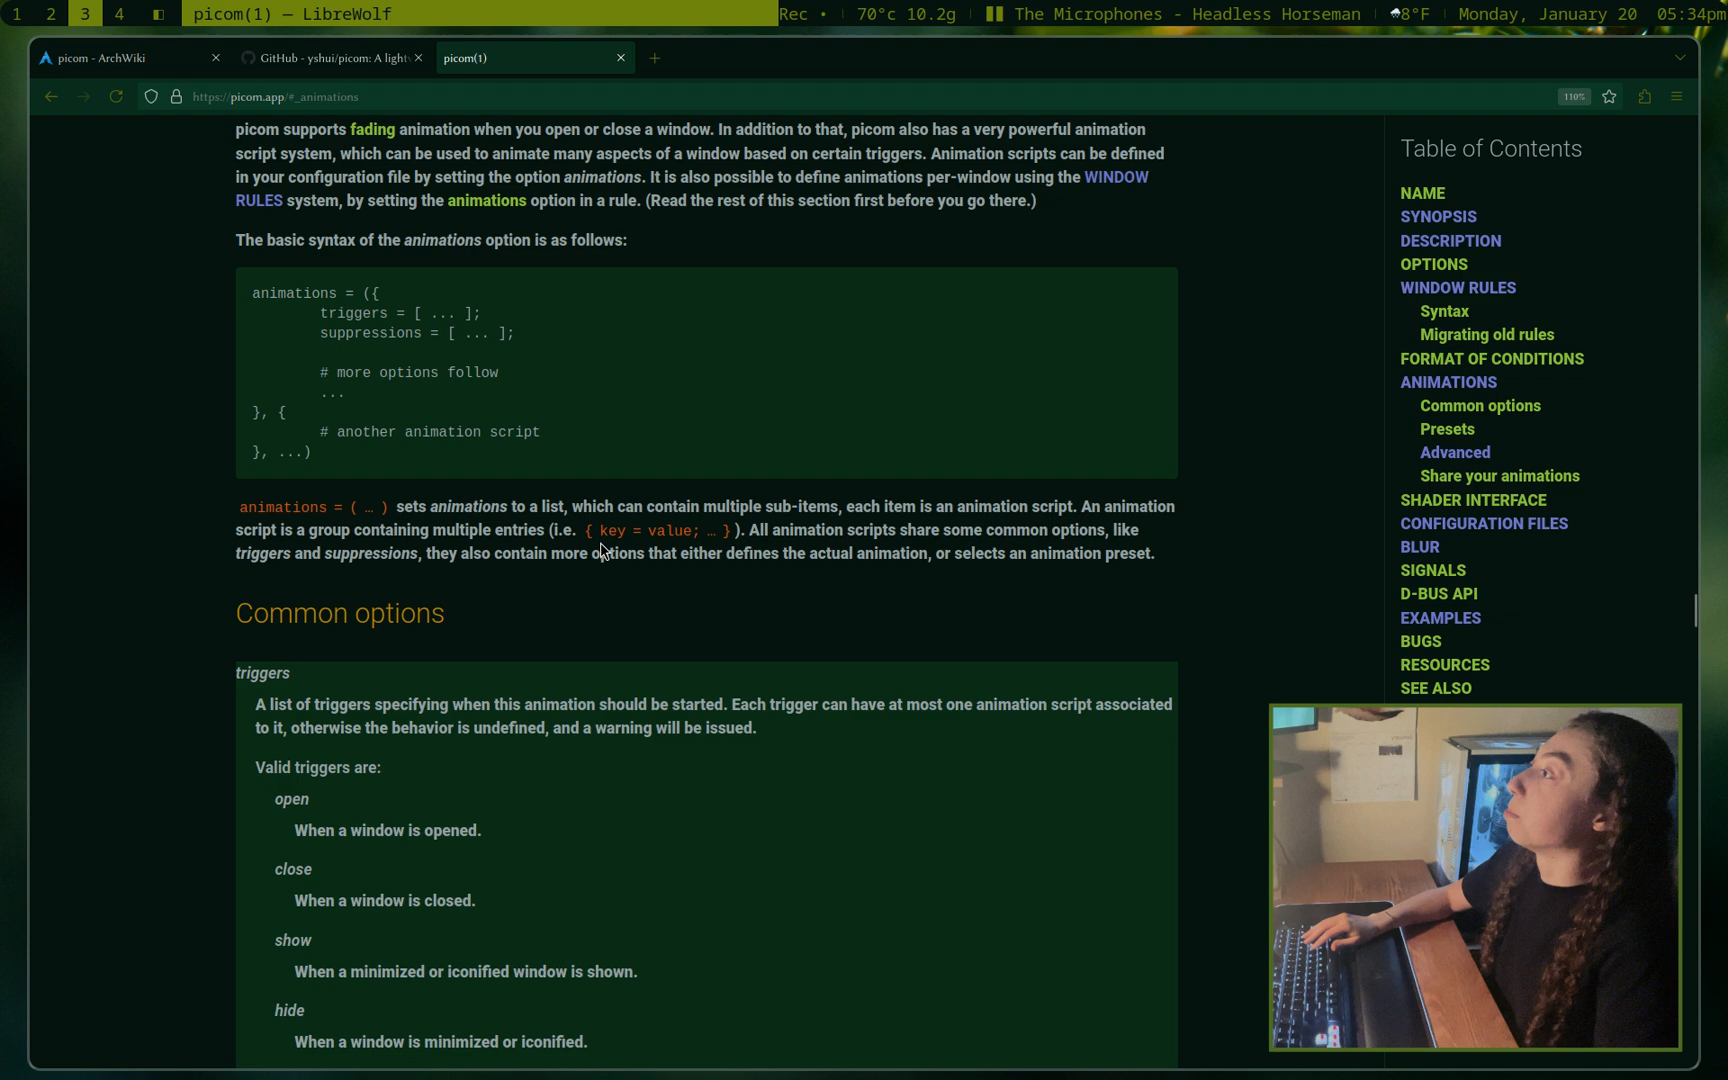 1 2 3 4 picom(1) — LibreWolf Rec • 70°c 10.2g The Microphones - Headless Horseman 8°F Monday, January 20 05:34pm
picom - ArchWiki GitHub - yshui/picom: A light picom(1)
https://picom.app/#_animations 110%
picom supports fading animation when you open or close a window. In addition to that, picom also has a very powerful animation
script system, which can be used to animate many aspects of a window based on certain triggers. Animation scripts can be defined
in your configuration file by setting the option animations. It is also possible to define animations per-window using the WINDOW
RULES system, by setting the animations option in a rule. (Read the rest of this section first before you go there.)
The basic syntax of the animations option is as follows:
animations = ({
triggers = [ ... ];
suppressions = [ ... ];
# more options follow
...
}, {
# another animation script
}, ...)
animations = ( … ) sets animations to a list, which can contain multiple sub-items, each item is an animation script. An animation
script is a group containing multiple entries (i.e. { key = value; … } ). All animation scripts share some common options, like
triggers and suppressions, they also contain more options that either defines the actual animation, or selects an animation preset.
Common options
triggers
A list of triggers specifying when this animation should be started. Each trigger can have at most one animation script associated
to it, otherwise the behavior is undefined, and a warning will be issued.
Valid triggers are:
open
When a window is opened.
close
When a window is closed.
show
When a minimized or iconified window is shown.
hide
When a window is minimized or iconified.
Table of Contents
NAME
SYNOPSIS
DESCRIPTION
OPTIONS
WINDOW RULES
Syntax
Migrating old rules
FORMAT OF CONDITIONS
ANIMATIONS
Common options
Presets
Advanced
Share your animations
SHADER INTERFACE
CONFIGURATION FILES
BLUR
SIGNALS
D-BUS API
EXAMPLES
BUGS
RESOURCES
SEE ALSO